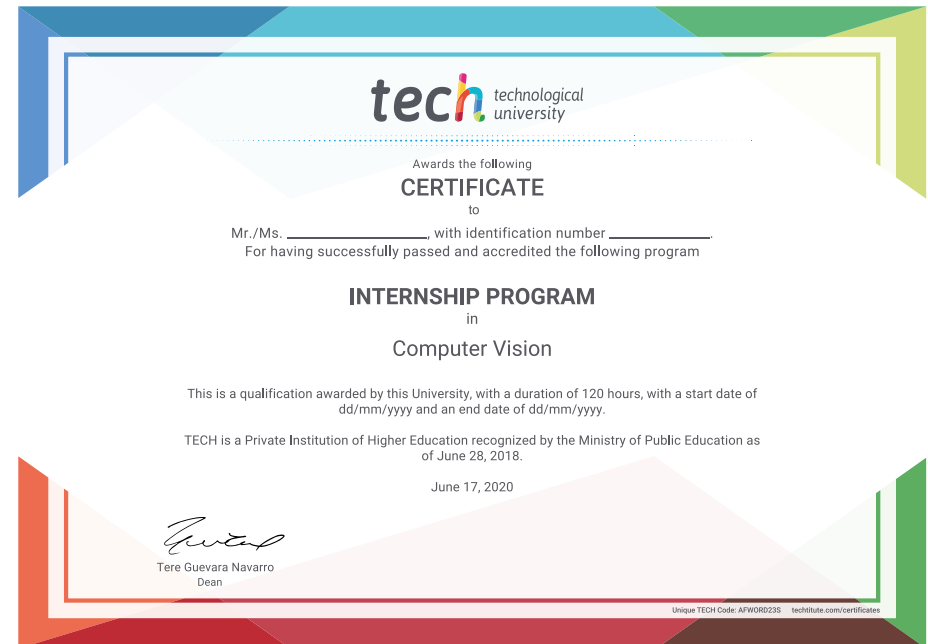 tech technological
university
Awards the following
CERTIFICATE
to
Mr./Ms. ____________________, with identification number ______________.
For having successfully passed and accredited the following program
INTERNSHIP PROGRAM
in
Computer Vision
This is a qualification awarded by this University, with a duration of 120 hours, with a start date of
dd/mm/yyyy and an end date of dd/mm/yyyy.
TECH is a Private Institution of Higher Education recognized by the Ministry of Public Education as
of June 28, 2018.
June 17, 2020
Tere Guevara Navarro
Dean
Unique TECH Code: AFWORD23S techtitute.com/certificates